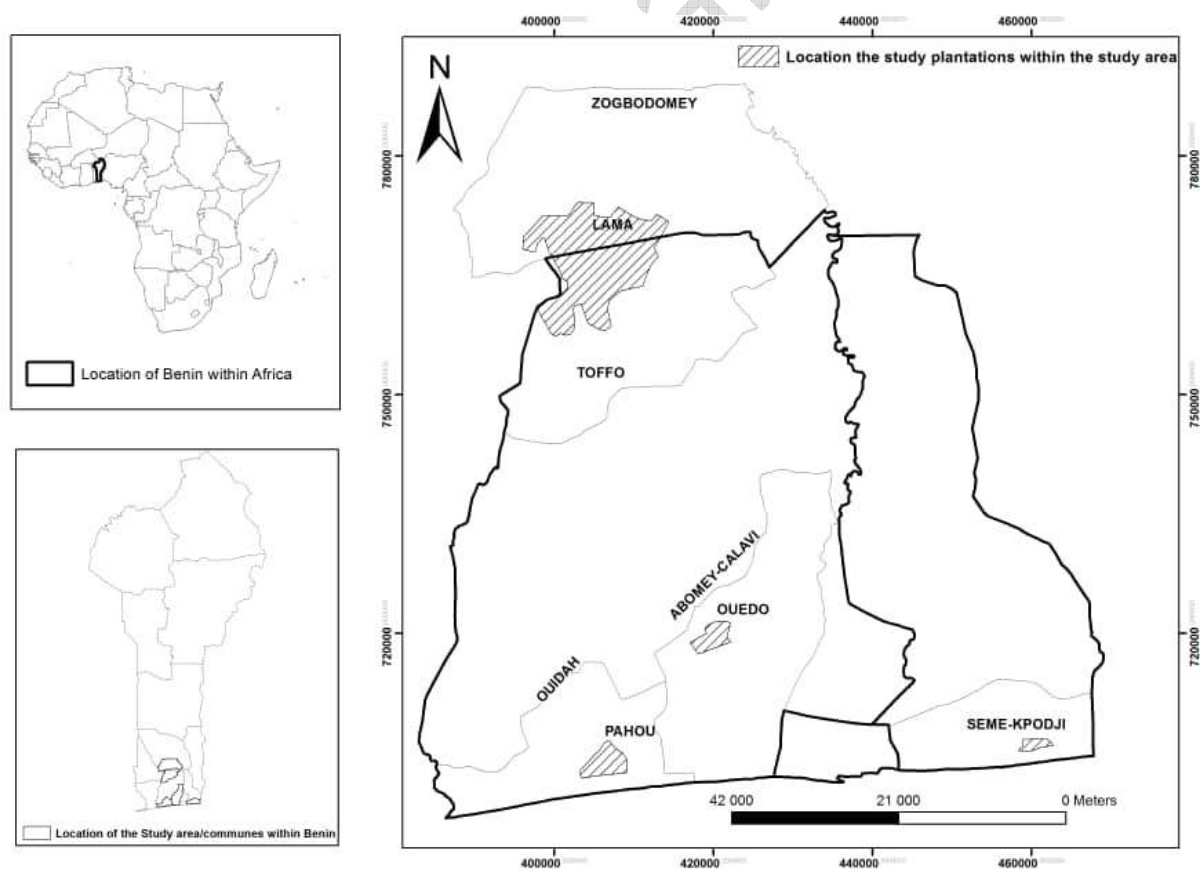 Location of Benin within Africa
Location of the Study area/communes within Benin
400000
420000
440000
460000
Location the study plantations within the study area
N
ZOGBODOMEY
780000
780000
LAMA
TOFFO
750000
750000
ABOMEY-CALAVI
OUEDO
720000
720000
OUIDAH
PAHOU
SEME-KPODJI
42 000
21 000
0 Meters
400000
420000
440000
460000